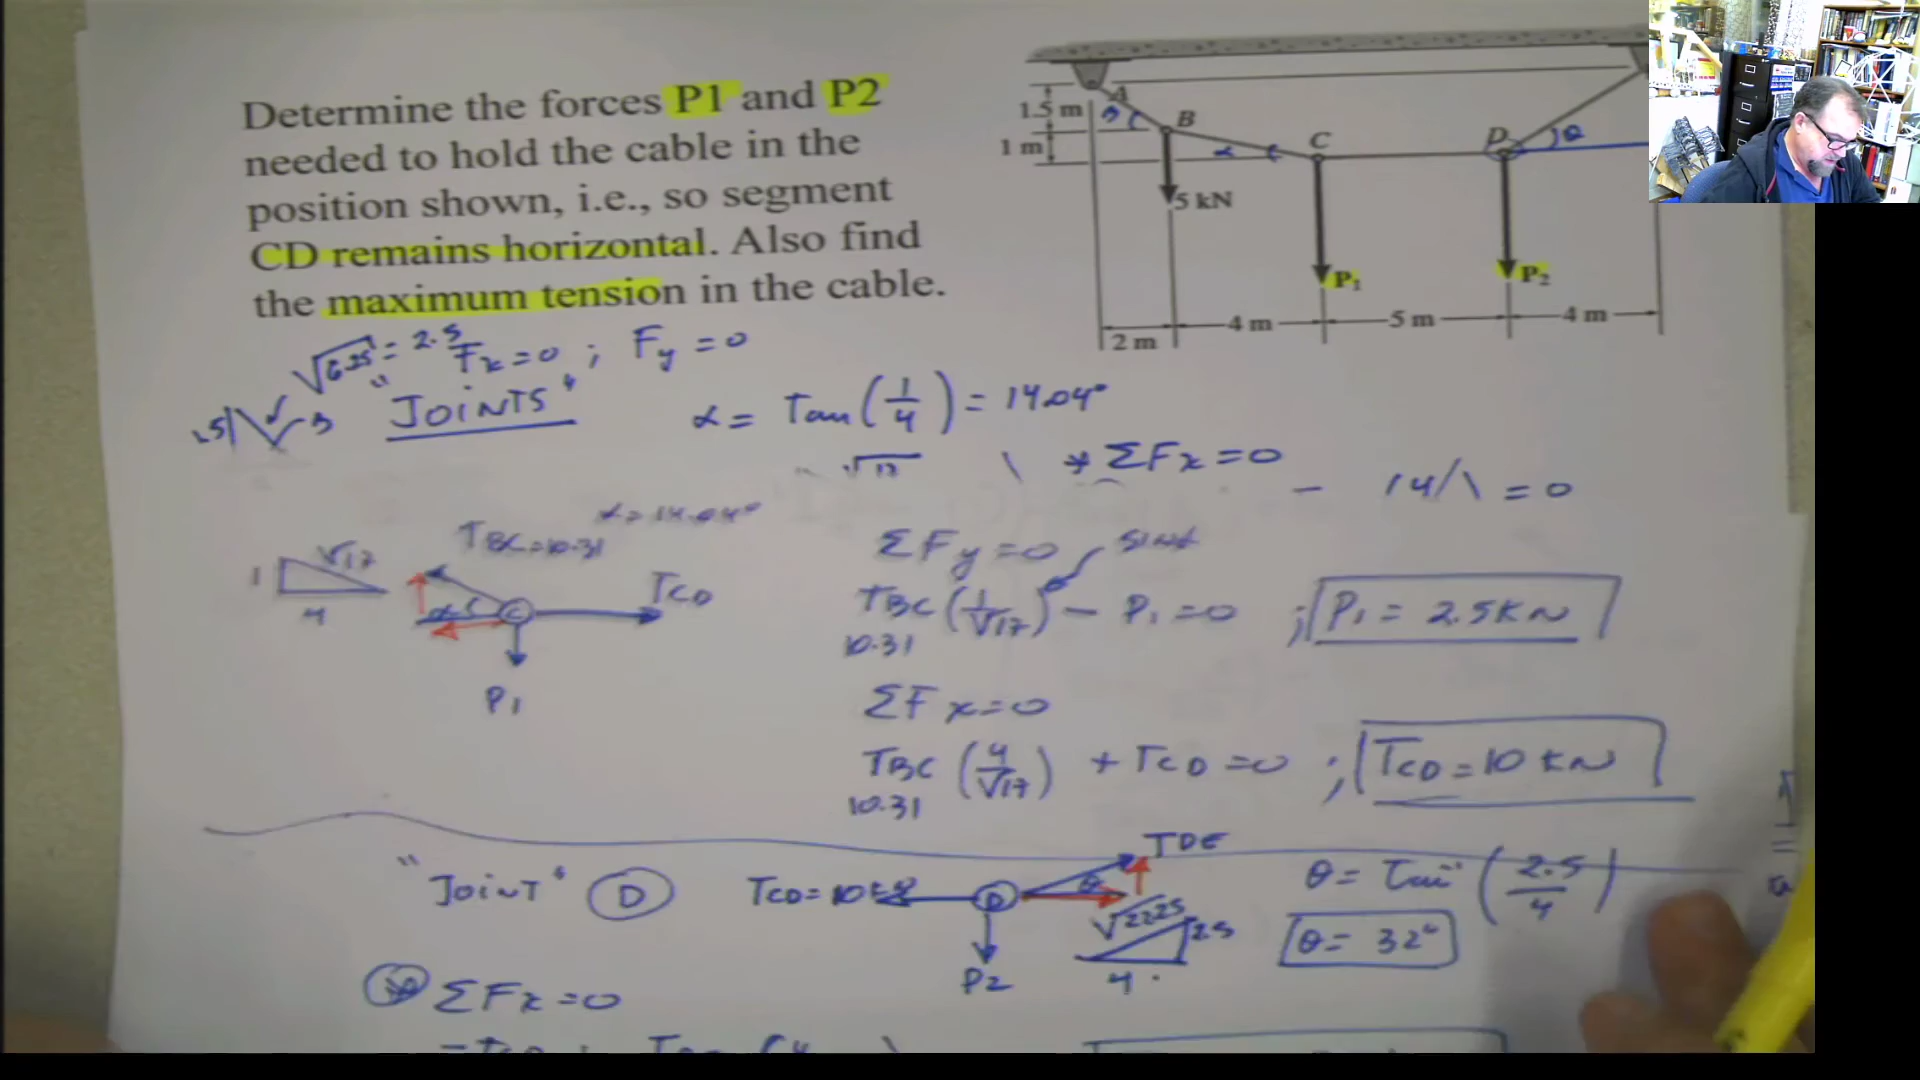 Determine the forces P1 and P2
needed to hold the cable in the
position shown, i.e., so segment
CD remains horizontal. Also find
the maximum tension in the cable.
A
1.5 m
B
B
1 m
α
C
D
θ
5 kN
P₁
P₂
2 m
4 m
5 m
4 m
√6.25 = 2.5
Fx = 0 ; Fy = 0
"JOINTS"
α = Tan (1/4) = 14.04°
√17
* ΣFx = 0
= 0
1
√17
4
TBC = 10.31
α = 14.04°
α
C
TCD
P1
ΣFy = 0
sin α
TBC (1/√17) - P1 = 0 ; P1 = 2.5 KN
10.31
ΣFx = 0
TBC (4/√17) + TCD = 0 ; TCD = 10 KN
10.31
"JOINT" D
TCD = 10
D
TDE
θ
P2
√22.25
2.5
4
θ = Tan⁻¹ (2.5/4)
θ = 32°
ΣFx = 0